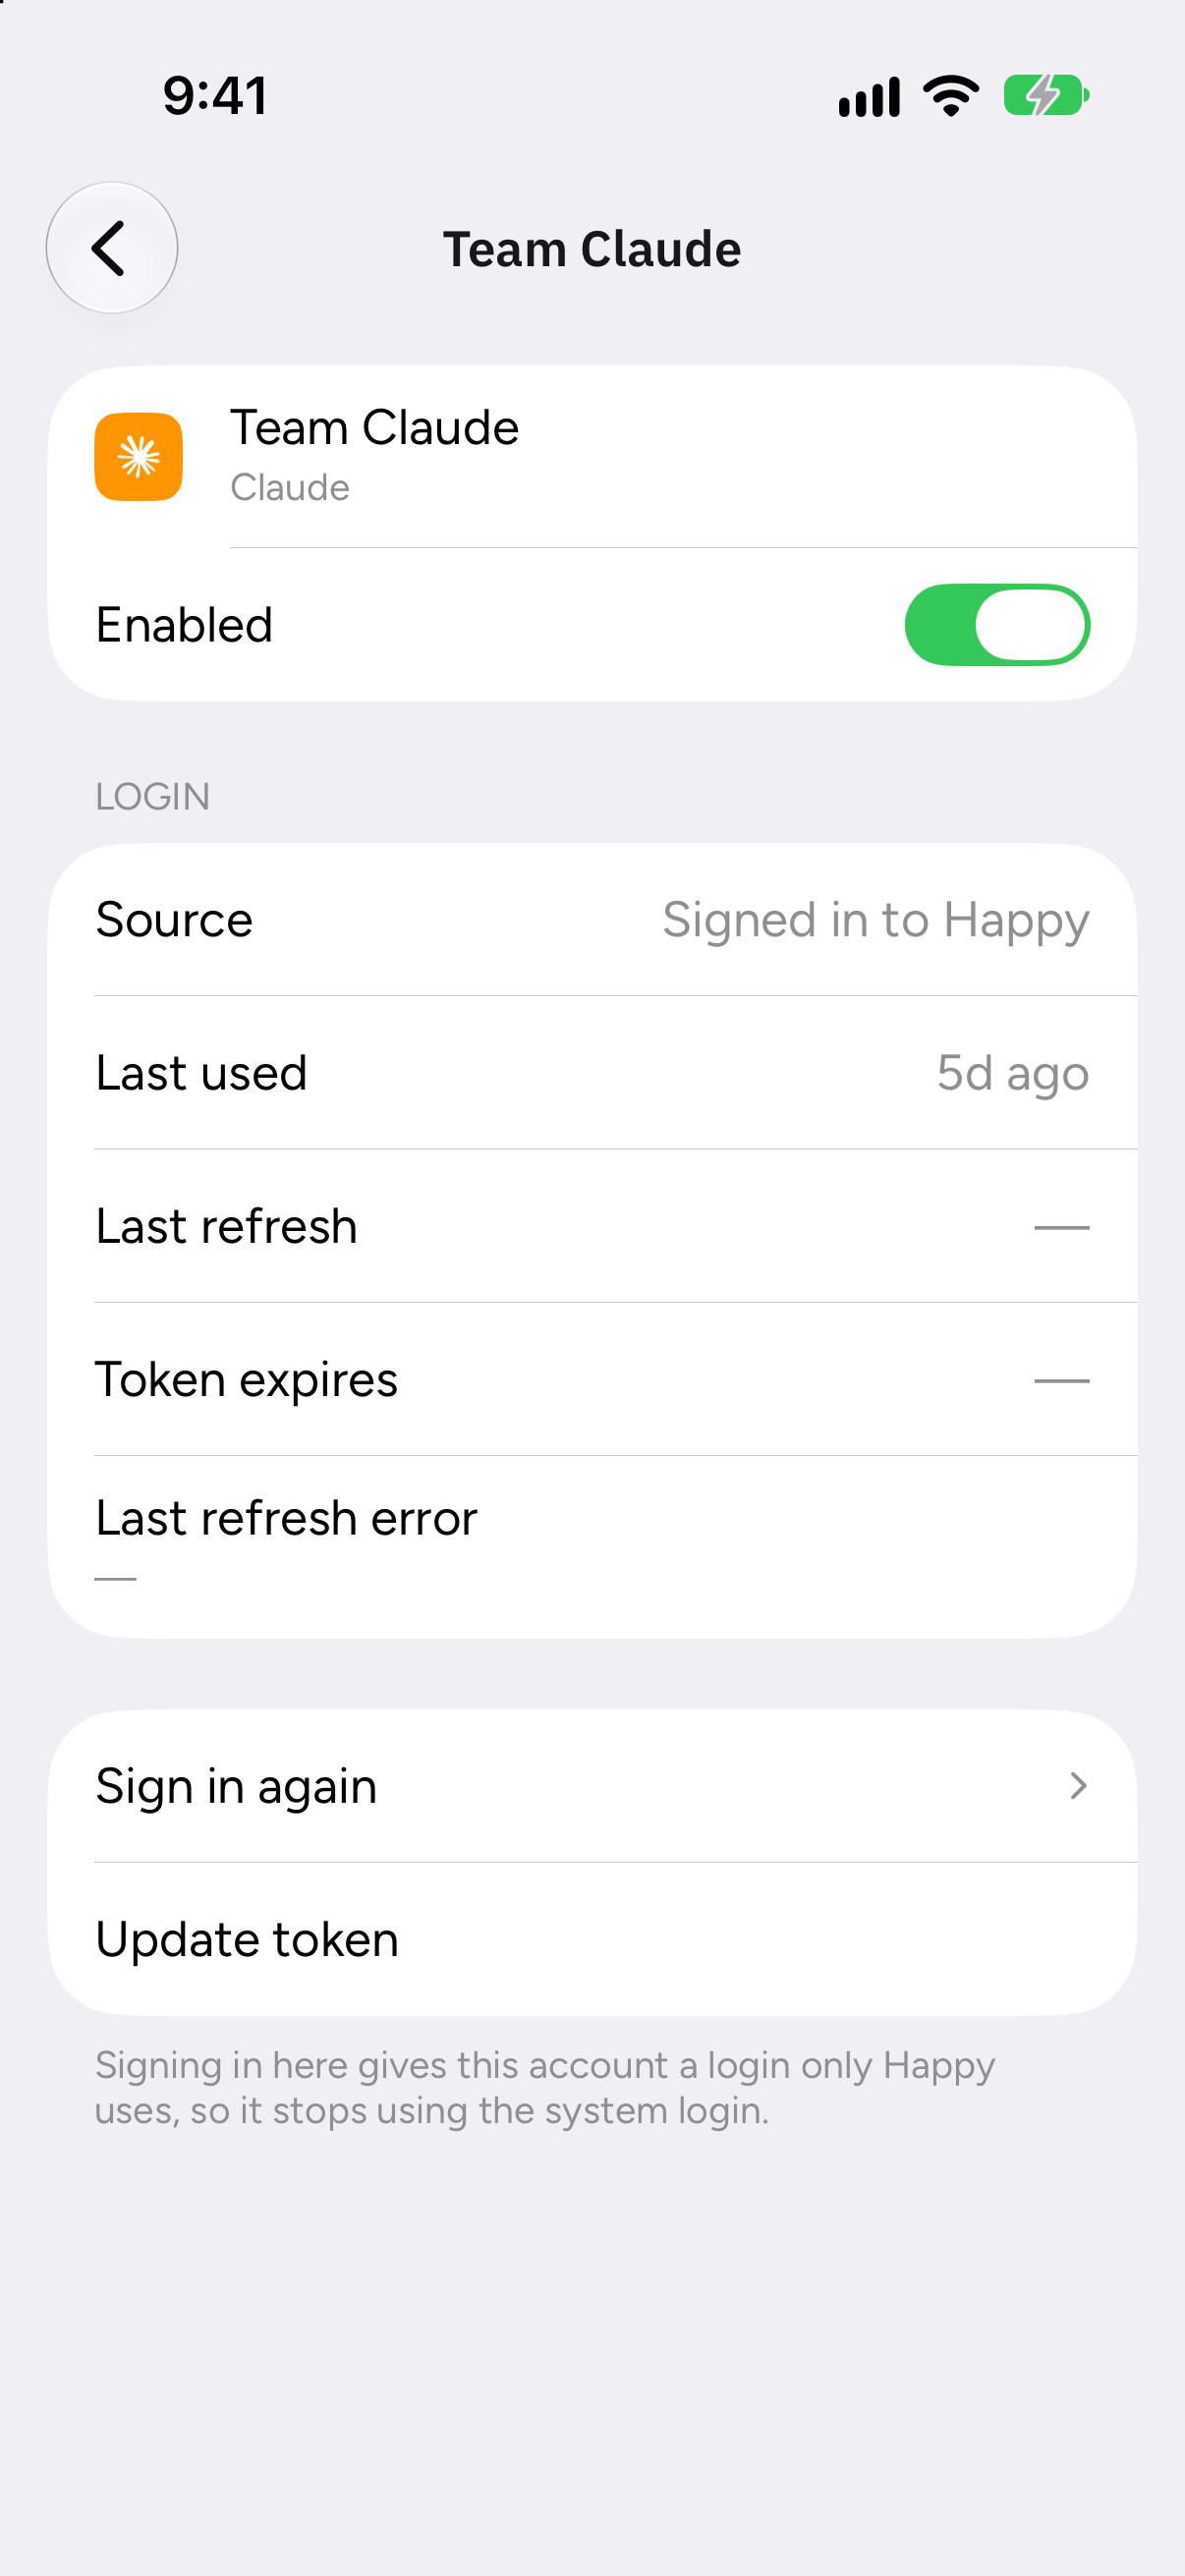 9:41
Team Claude
Team Claude
Claude
Enabled
LOGIN
Source
Signed in to Happy
Last used
5d ago
Last refresh
—
Token expires
—
Last refresh error
—
Sign in again
Update token
Signing in here gives this account a login only Happy
uses, so it stops using the system login.